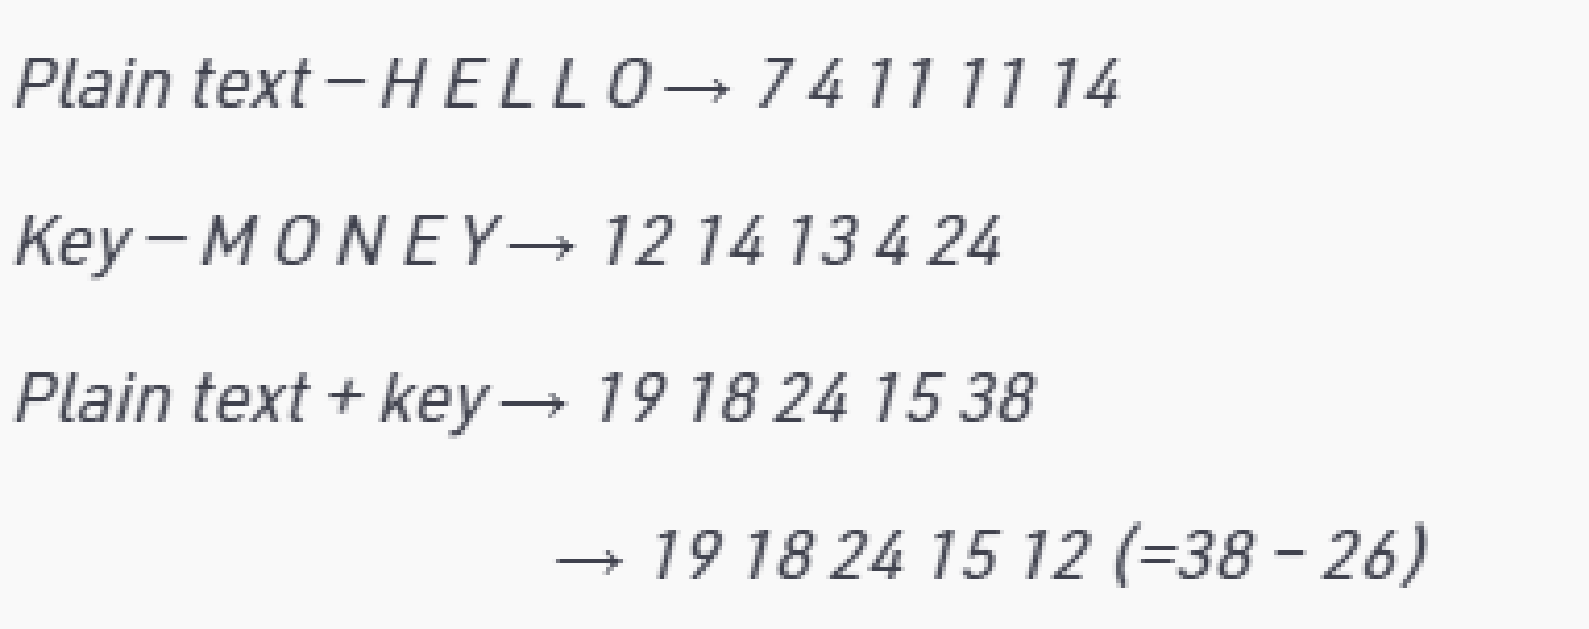 Plain text – H E L L O → 7 4 11 11 14
Key – M O N E Y → 12 14 13 4 24
Plain text + key → 19 18 24 15 38
→ 19 18 24 15 12 (=38 – 26)